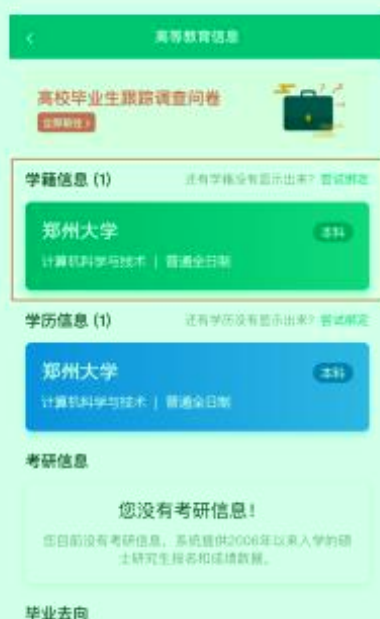 高等教育信息
高校毕业生跟踪调查问卷
立即前往 >
学籍信息 (1)
还有学籍没有显示出来? 尝试绑定
郑州大学
本科
计算机科学与技术 | 普通全日制
学历信息 (1)
还有学历没有显示出来? 尝试绑定
郑州大学
本科
计算机科学与技术 | 普通全日制
考研信息
您没有考研信息!
您目前没有考研信息。系统提供2006年以来入学的硕
士研究生报名和成绩数据。
毕业去向